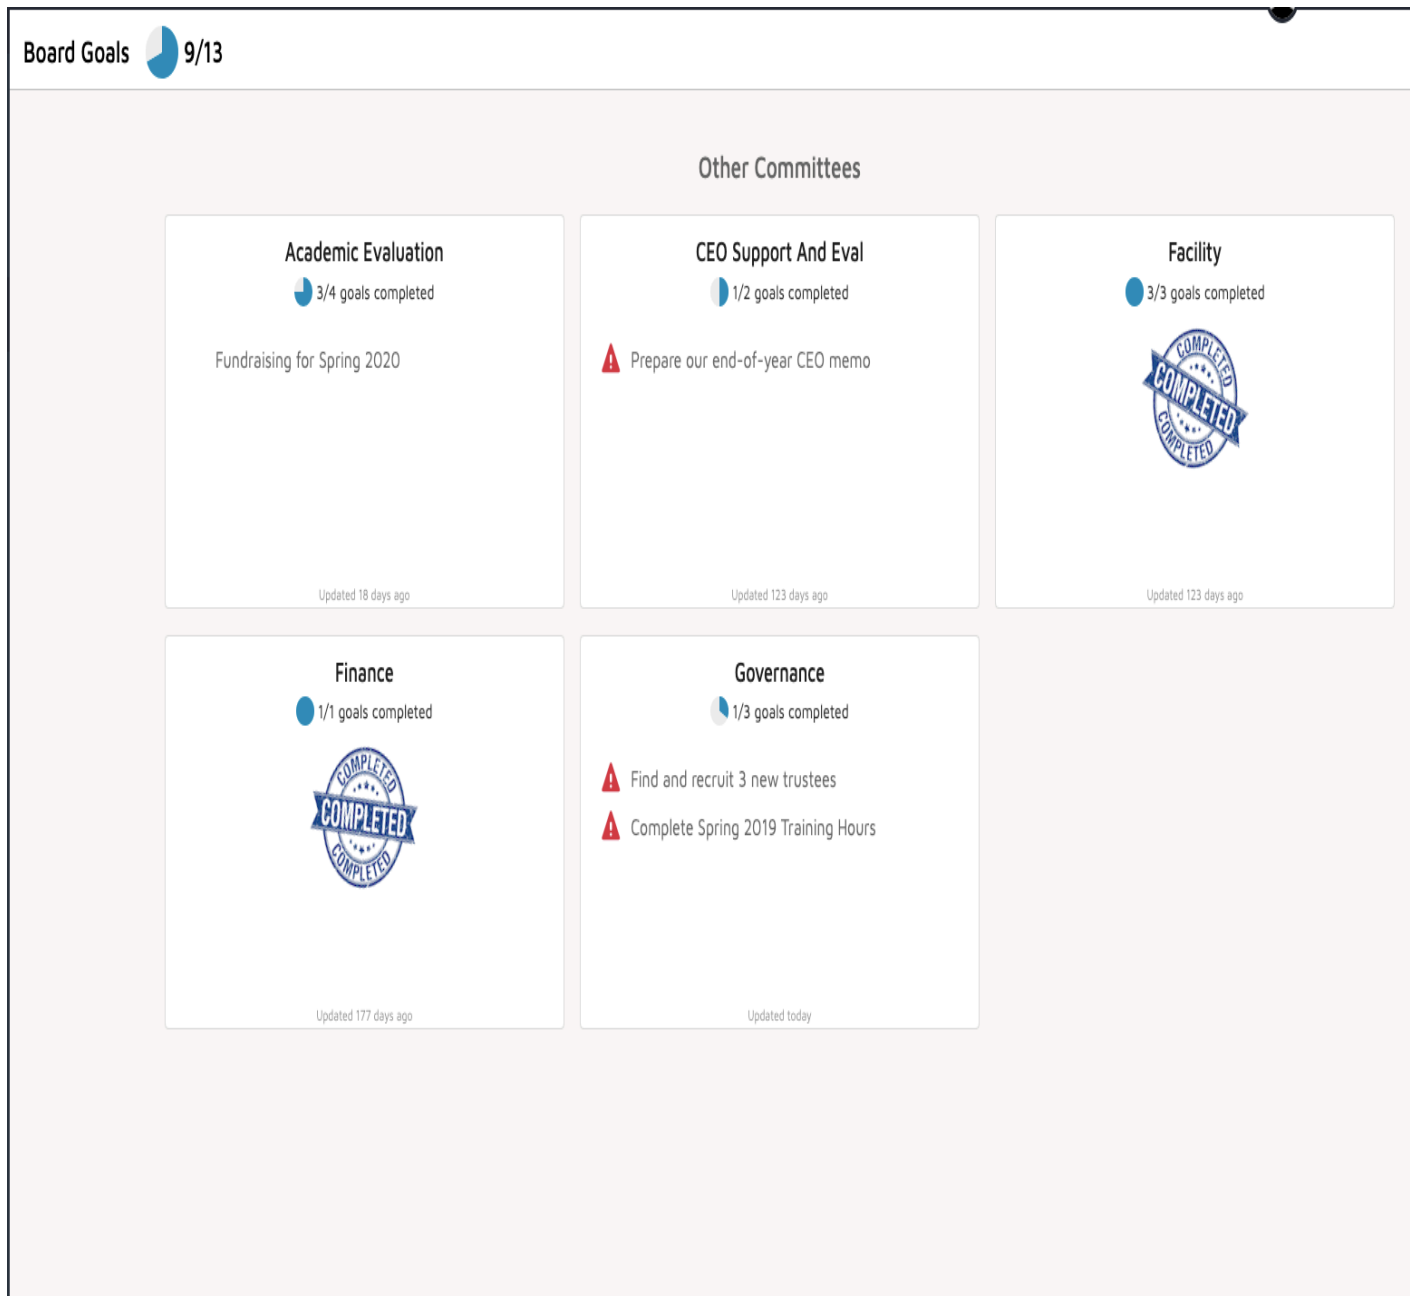 Board Goals 9/13
Other Committees
Academic Evaluation
3/4 goals completed
Fundraising for Spring 2020
Updated 18 days ago
CEO Support And Eval
1/2 goals completed
Prepare our end-of-year CEO memo
Updated 123 days ago
Facility
3/3 goals completed
COMPLETED
COMPLETED
COMPLETED
Updated 123 days ago
Finance
1/1 goals completed
COMPLETED
COMPLETED
COMPLETED
Updated 177 days ago
Governance
1/3 goals completed
Find and recruit 3 new trustees
Complete Spring 2019 Training Hours
Updated today